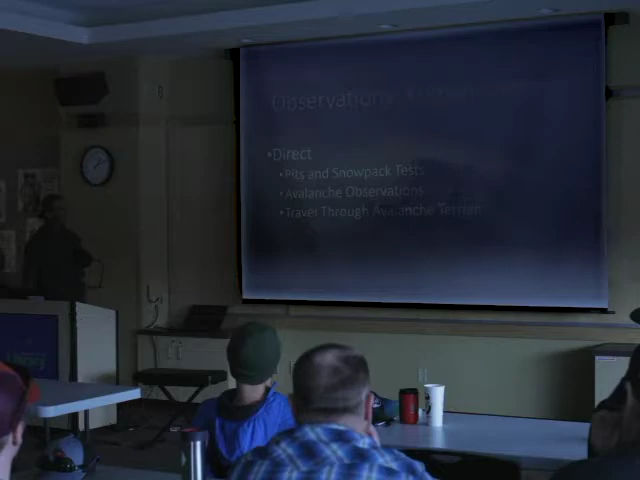 Observations:
•Direct
•Pits and Snowpack Tests
•Avalanche Observations
•Travel Through Avalanche Terrain